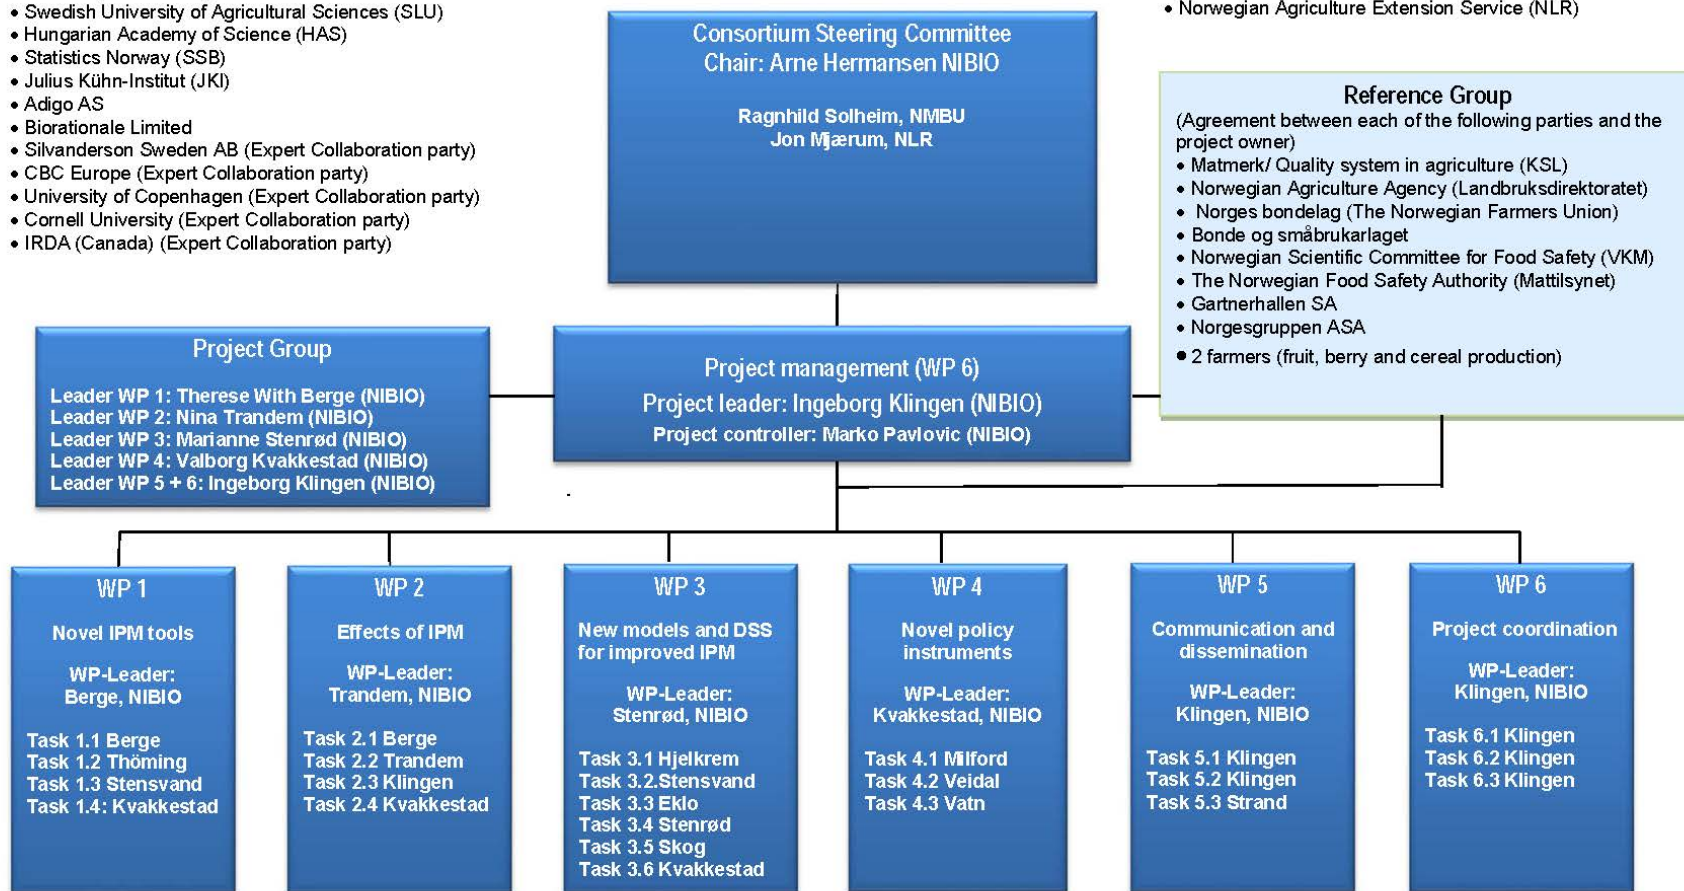 • Swedish University of Agricultural Sciences (SLU)
• Hungarian Academy of Science (HAS)
• Statistics Norway (SSB)
• Julius Kühn-Institut (JKI)
• Adigo AS
• Biorationale Limited
• Silvanderson Sweden AB (Expert Collaboration party)
• CBC Europe (Expert Collaboration party)
• University of Copenhagen (Expert Collaboration party)
• Cornell University (Expert Collaboration party)
• IRDA (Canada) (Expert Collaboration party)
Consortium Steering Committee
Chair: Arne Hermansen NIBIO
Ragnhild Solheim, NMBU
Jon Mjærum, NLR
• Norwegian Agriculture Extension Service (NLR)
Reference Group
(Agreement between each of the following parties and the
project owner)
• Matmerk/ Quality system in agriculture (KSL)
• Norwegian Agriculture Agency (Landbruksdirektoratet)
• Norges bondelag (The Norwegian Farmers Union)
• Bonde og småbrukarlaget
• Norwegian Scientific Committee for Food Safety (VKM)
• The Norwegian Food Safety Authority (Mattilsynet)
• Gartnerhallen SA
• Norgesgruppen ASA
• 2 farmers (fruit, berry and cereal production)
Project Group
Leader WP 1: Therese With Berge (NIBIO)
Leader WP 2: Nina Trandem (NIBIO)
Leader WP 3: Marianne Stenrød (NIBIO)
Leader WP 4: Valborg Kvakkestad (NIBIO)
Leader WP 5 + 6: Ingeborg Klingen (NIBIO)
Project management (WP 6)
Project leader: Ingeborg Klingen (NIBIO)
Project controller: Marko Pavlovic (NIBIO)
WP 1
Novel IPM tools
WP-Leader:
Berge, NIBIO
Task 1.1 Berge
Task 1.2 Thöming
Task 1.3 Stensvand
Task 1.4: Kvakkestad
WP 2
Effects of IPM
WP-Leader:
Trandem, NIBIO
Task 2.1 Berge
Task 2.2 Trandem
Task 2.3 Klingen
Task 2.4 Kvakkestad
WP 3
New models and DSS
for improved IPM
WP-Leader:
Stenrød, NIBIO
Task 3.1 Hjelkrem
Task 3.2.Stensvand
Task 3.3 Eklo
Task 3.4 Stenrød
Task 3.5 Skog
Task 3.6 Kvakkestad
WP 4
Novel policy
instruments
WP-Leader:
Kvakkestad, NIBIO
Task 4.1 Milford
Task 4.2 Veidal
Task 4.3 Vatn
WP 5
Communication and
dissemination
WP-Leader:
Klingen, NIBIO
Task 5.1 Klingen
Task 5.2 Klingen
Task 5.3 Strand
WP 6
Project coordination
WP-Leader:
Klingen, NIBIO
Task 6.1 Klingen
Task 6.2 Klingen
Task 6.3 Klingen